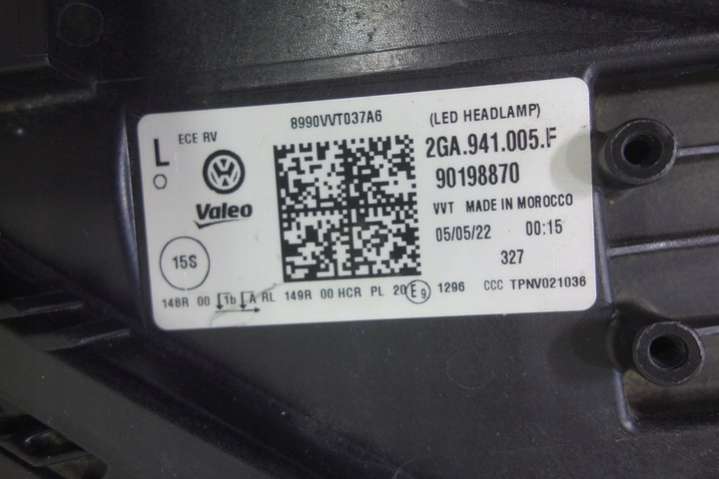 L
ECE RV
8990VVT037A6
(LED HEADLAMP)
2GA.941.005.F
90198870
Valeo
VVT MADE IN MOROCCO
05/05/22 00:15
327
15S
148R 00 1b A RL 149R 00 HCR PL 20 E9 1296 CCC TPNV021036